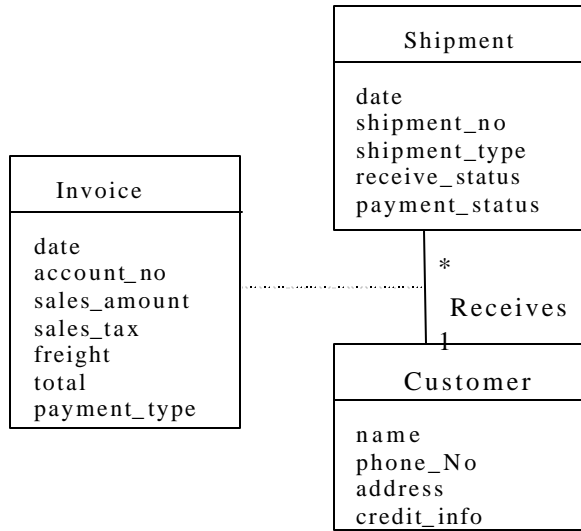 Shipment
date
shipment_no
shipment_type
receive_status
payment_status
Invoice
date
account_no
sales_amount
sales_tax
freight
total
payment_type
*
Receives
1
Customer
name
phone_No
address
credit_info